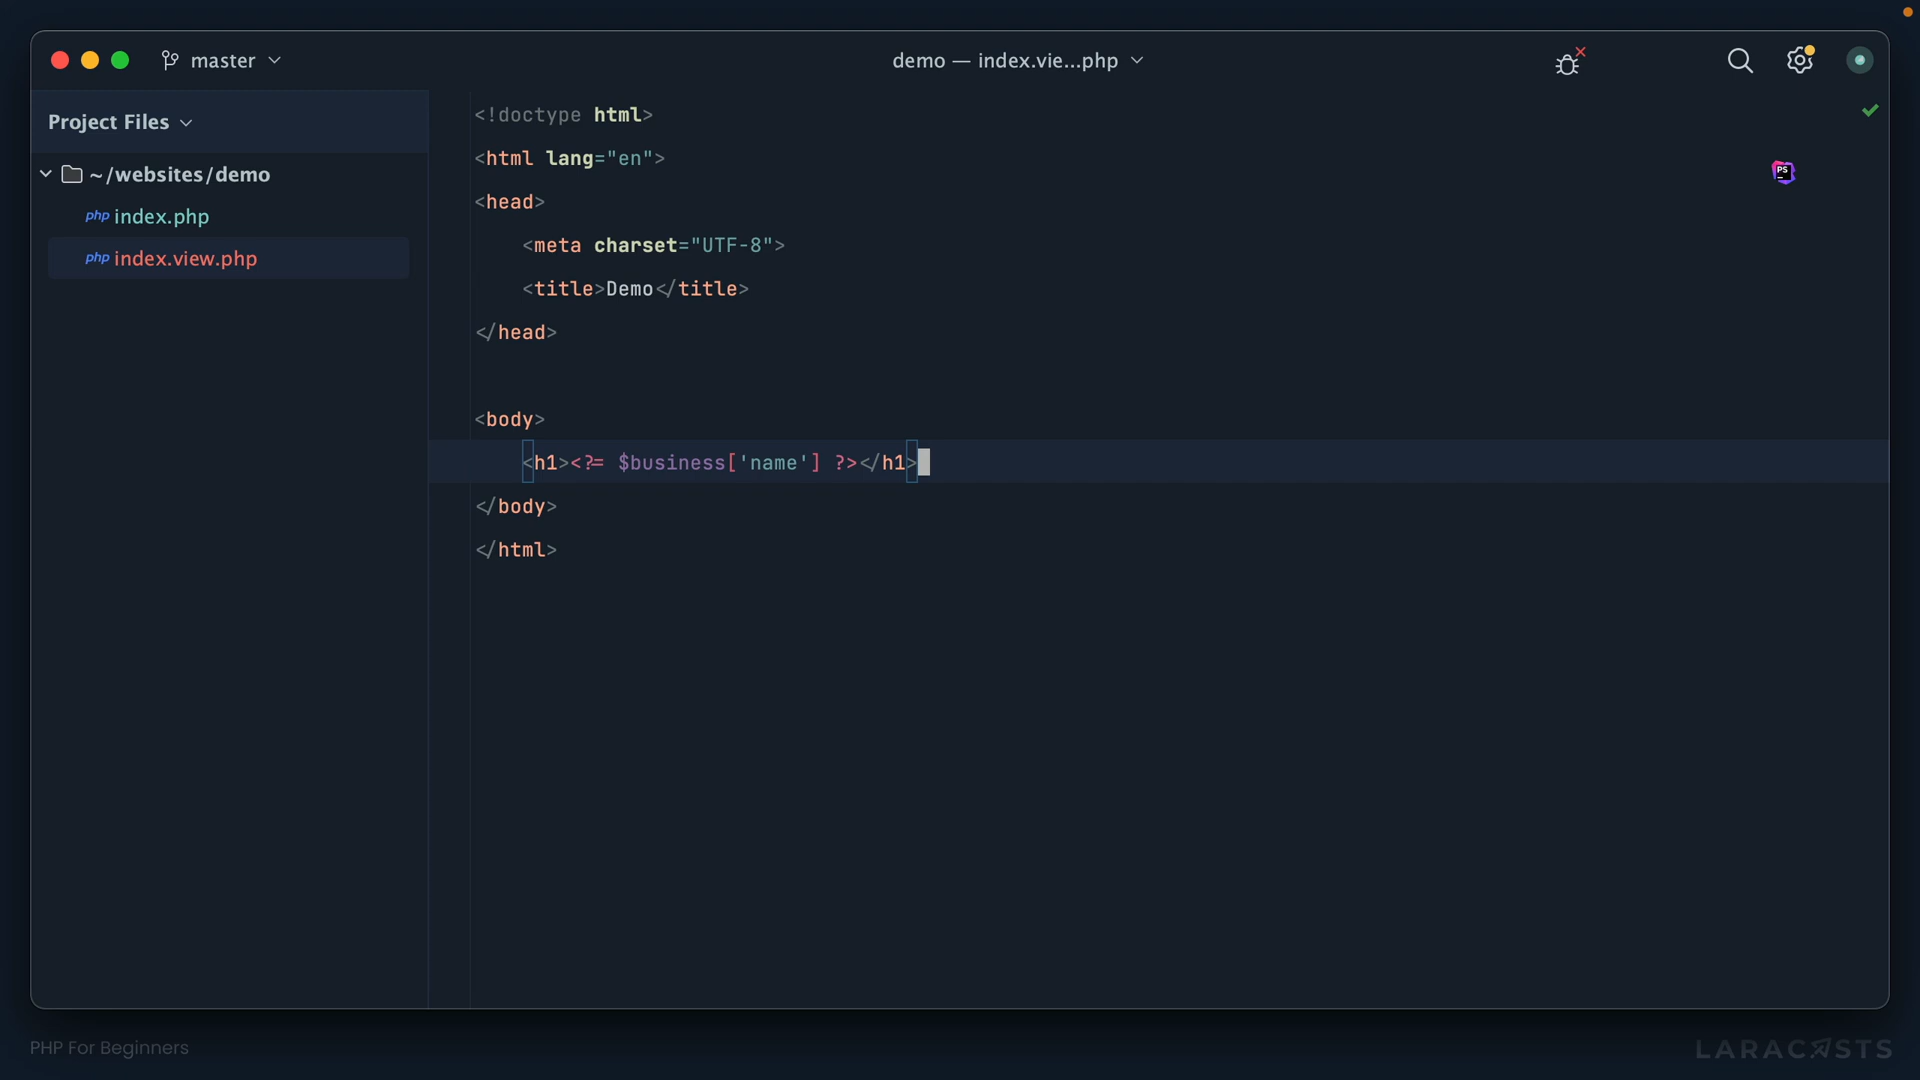 master
demo — index.vie...php
Project Files
~/websites/demo
php index.php
php index.view.php
<!doctype html>
<html lang="en">
<head>
    <meta charset="UTF-8">
    <title>Demo</title>
</head>
<body>
    <h1><?= $business['name'] ?></h1>
</body>
</html>
PS
PHP For Beginners
LARACASTS